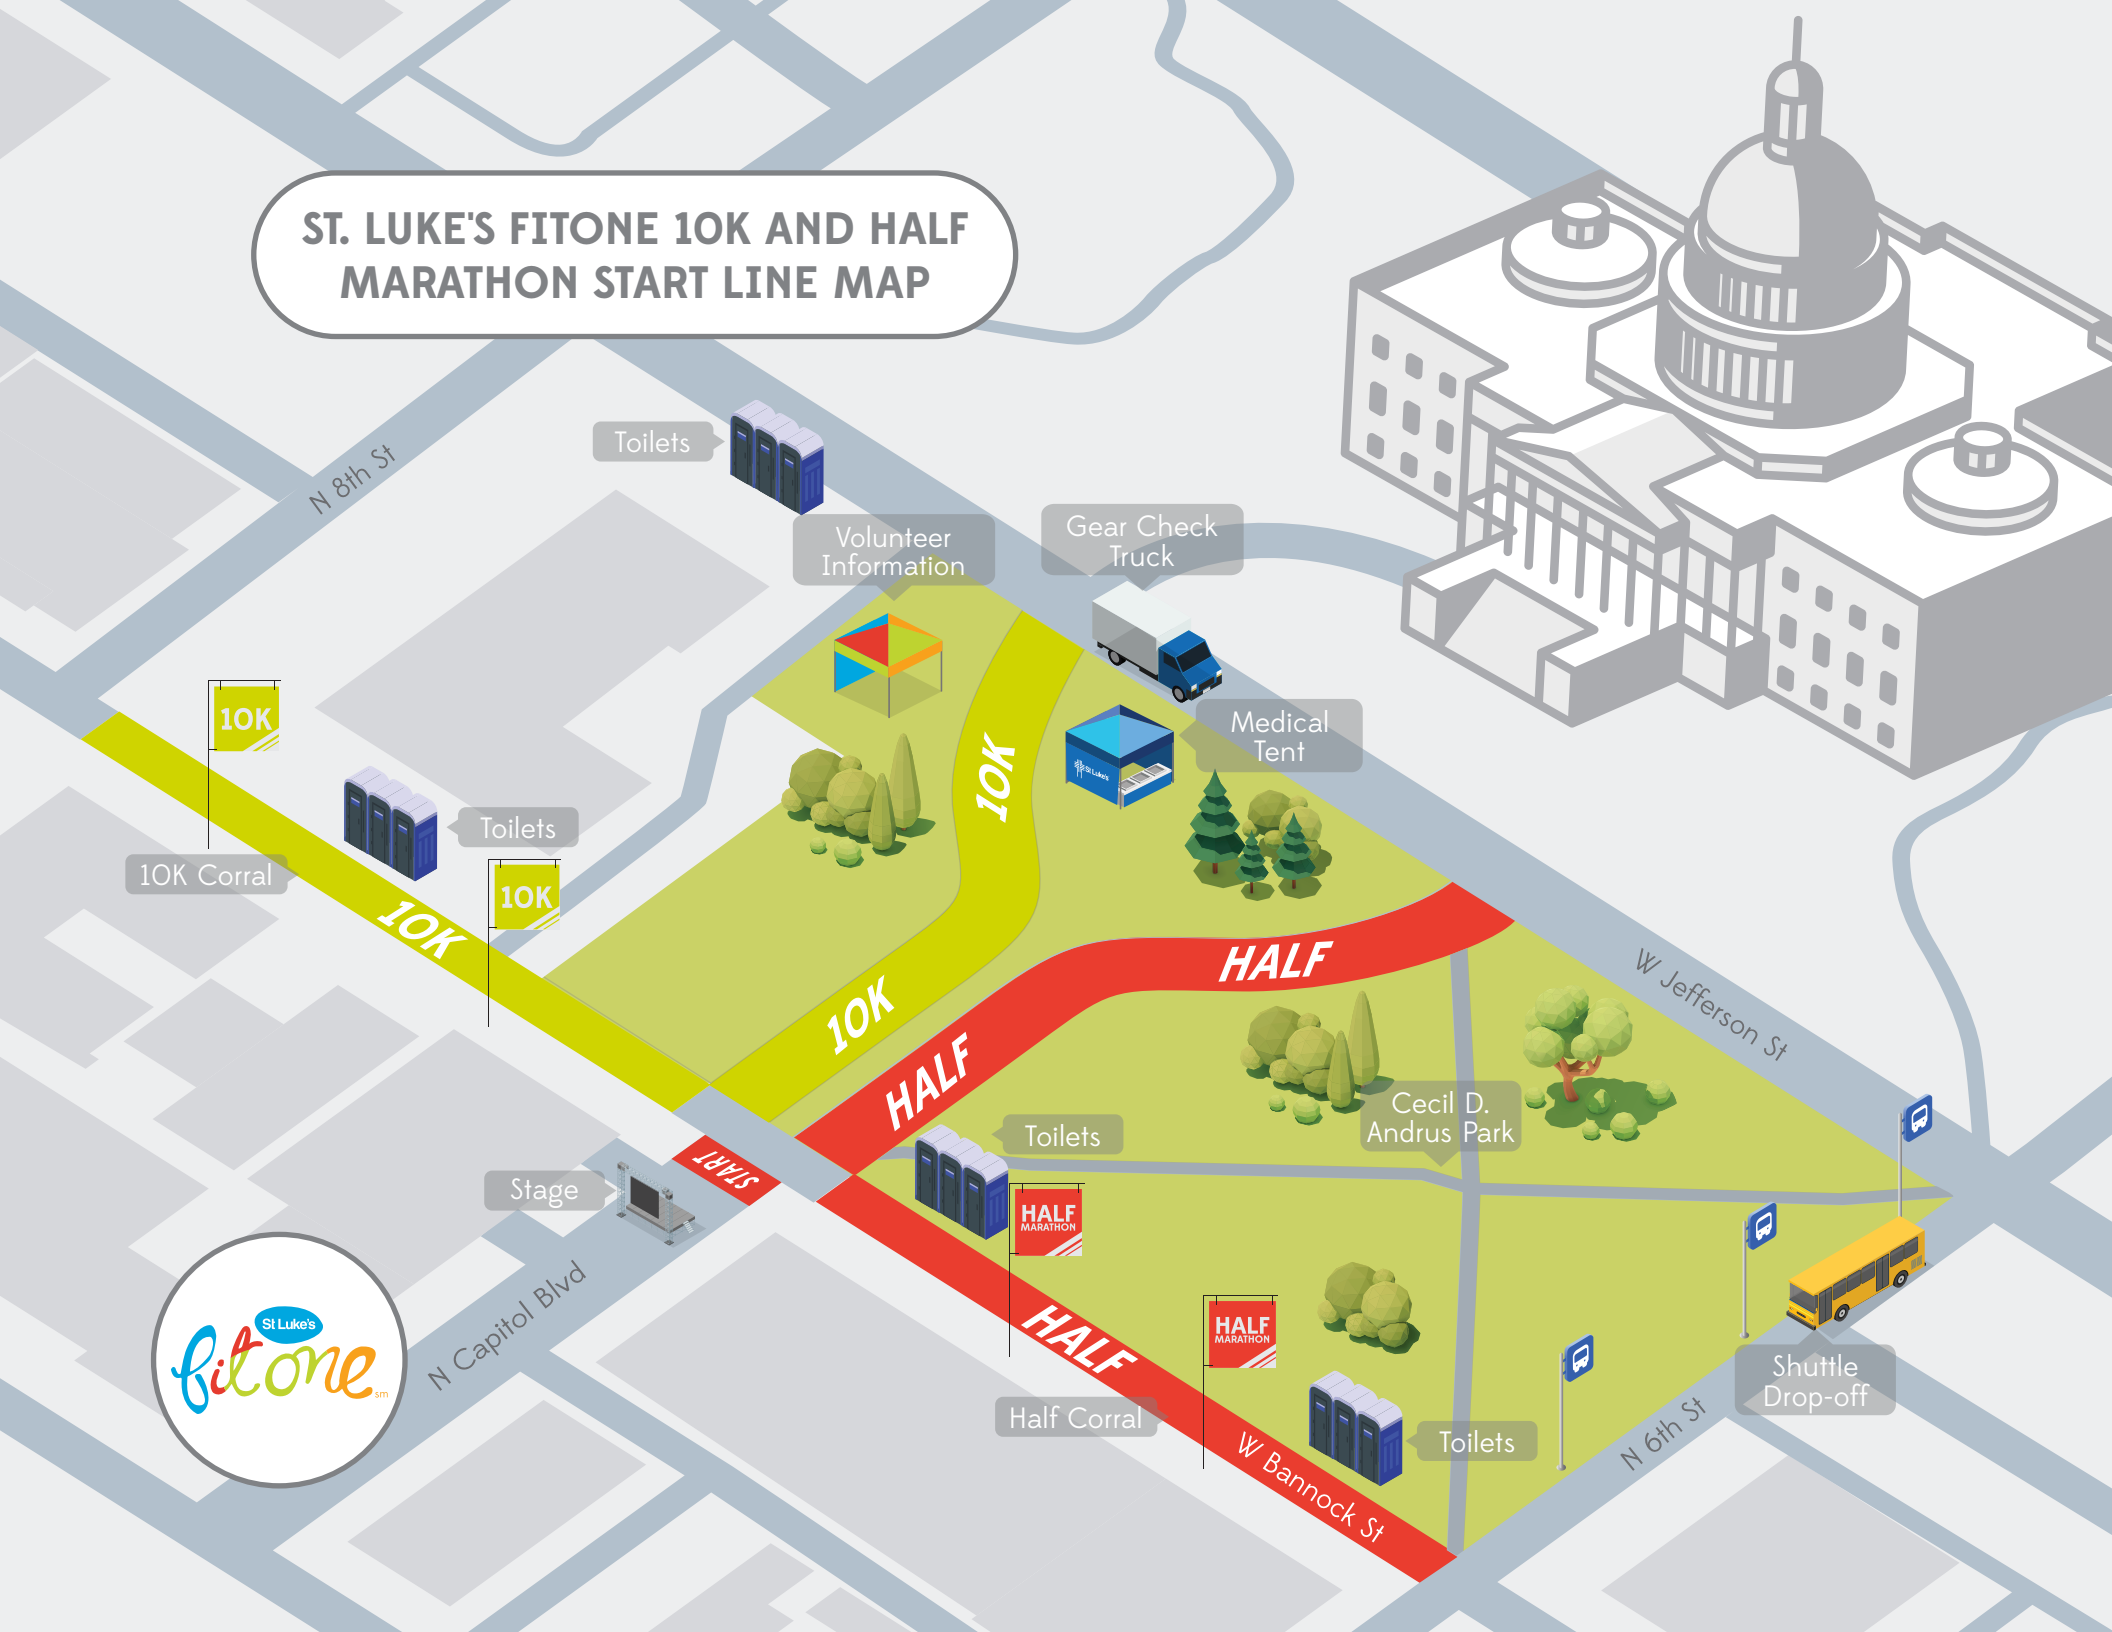 ST. LUKE'S FITONE 10K AND HALF
MARATHON START LINE MAP
N 8th St
Toilets
Volunteer
Information
Gear Check
Truck
Medical
Tent
St Luke's
10K
10K
Toilets
10K Corral
10K
10K
10K
HALF
HALF
W Jefferson St
Cecil D.
Andrus Park
Toilets
START
Stage
HALF
MARATHON
HALF
HALF
MARATHON
Half Corral
Toilets
W Bannock St
N Capitol Blvd
N 6th St
Shuttle
Drop-off
St Luke's
fitone
sm